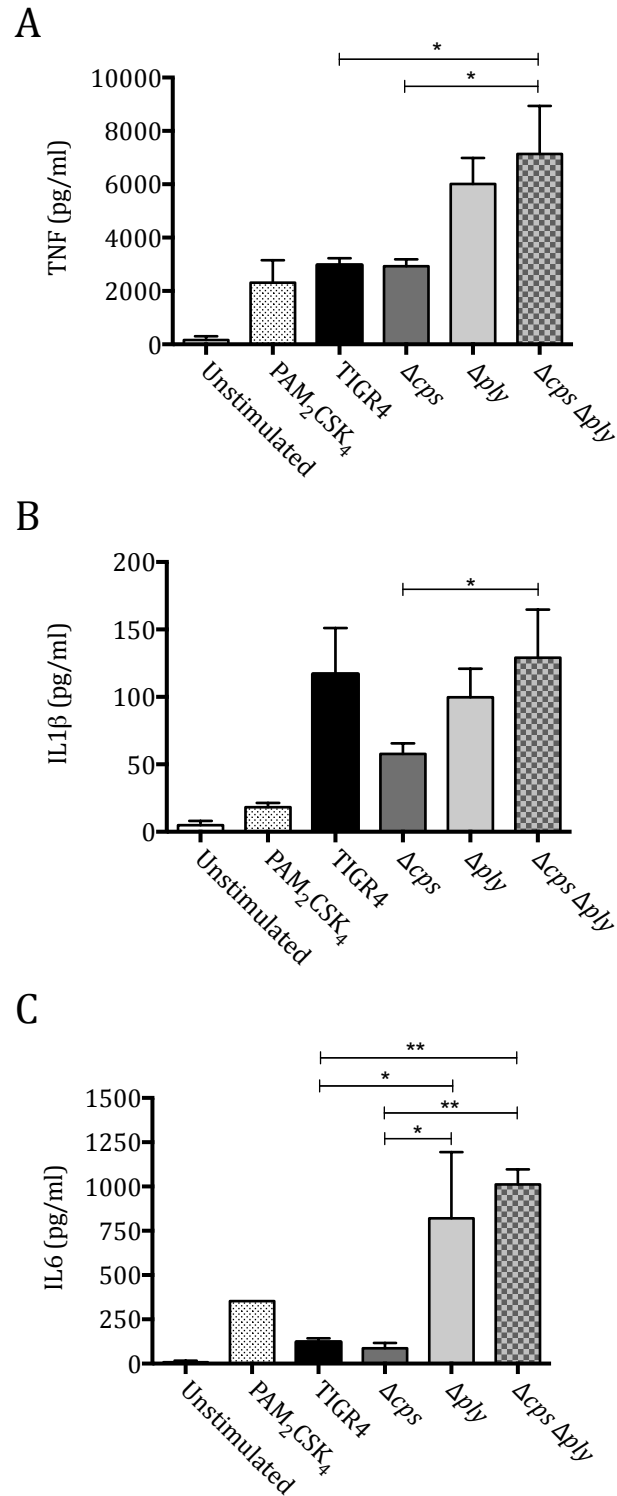 A
*
*
TNF (pg/ml)
10000
8000
6000
4000
2000
0
Unstimulated
PAM₂CSK₄
TIGR4
Δcps
Δply
Δcps Δply
B
*
IL1β (pg/ml)
200
150
100
50
0
Unstimulated
PAM₂CSK₄
TIGR4
Δcps
Δply
Δcps Δply
C
**
*
**
*
IL6 (pg/ml)
1500
1250
1000
750
500
250
0
Unstimulated
PAM₂CSK₄
TIGR4
Δcps
Δply
Δcps Δply